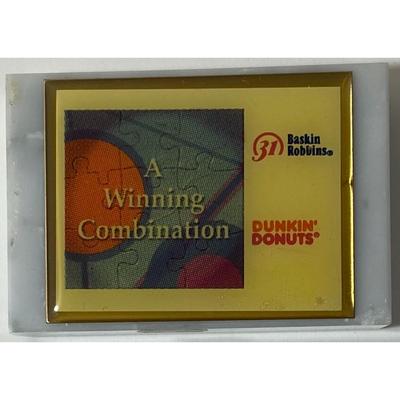 A
Winning
Combination
31 Baskin
Robbins®
DUNKIN'
DONUTS®